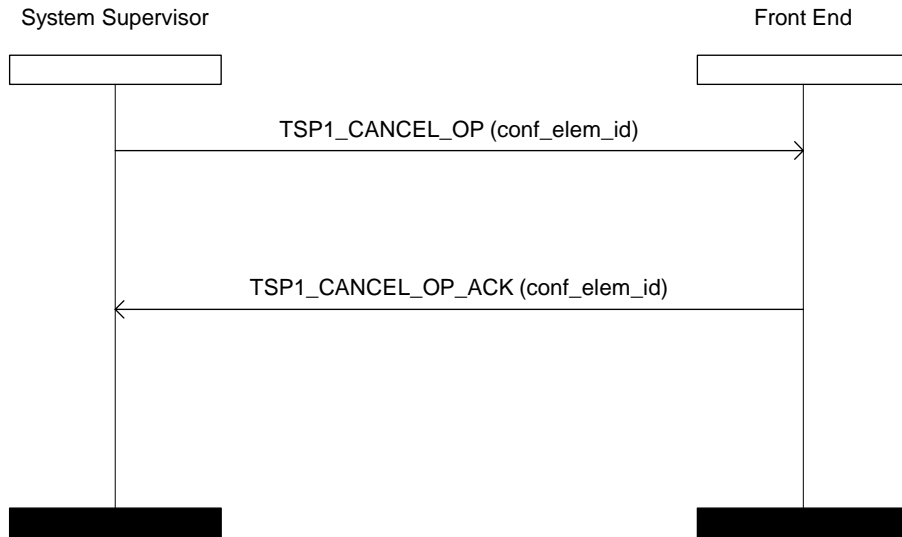 System Supervisor
Front End
TSP1_CANCEL_OP (conf_elem_id)
TSP1_CANCEL_OP_ACK (conf_elem_id)